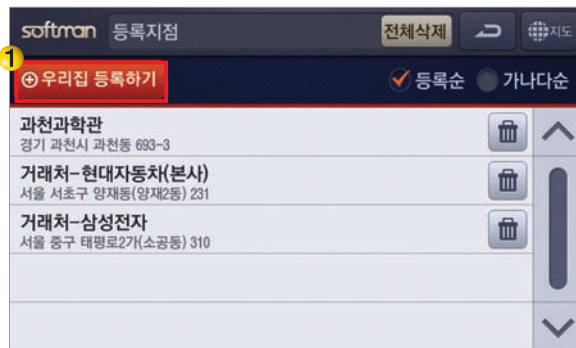 softman 등록지점 전체삭제 지도
1
우리집 등록하기 등록순 가나다순
과천과학관
경기 과천시 과천동 693-3
거래처-현대자동차(본사)
서울 서초구 양재동(양재2동) 231
거래처-삼성전자
서울 중구 태평로2가(소공동) 310